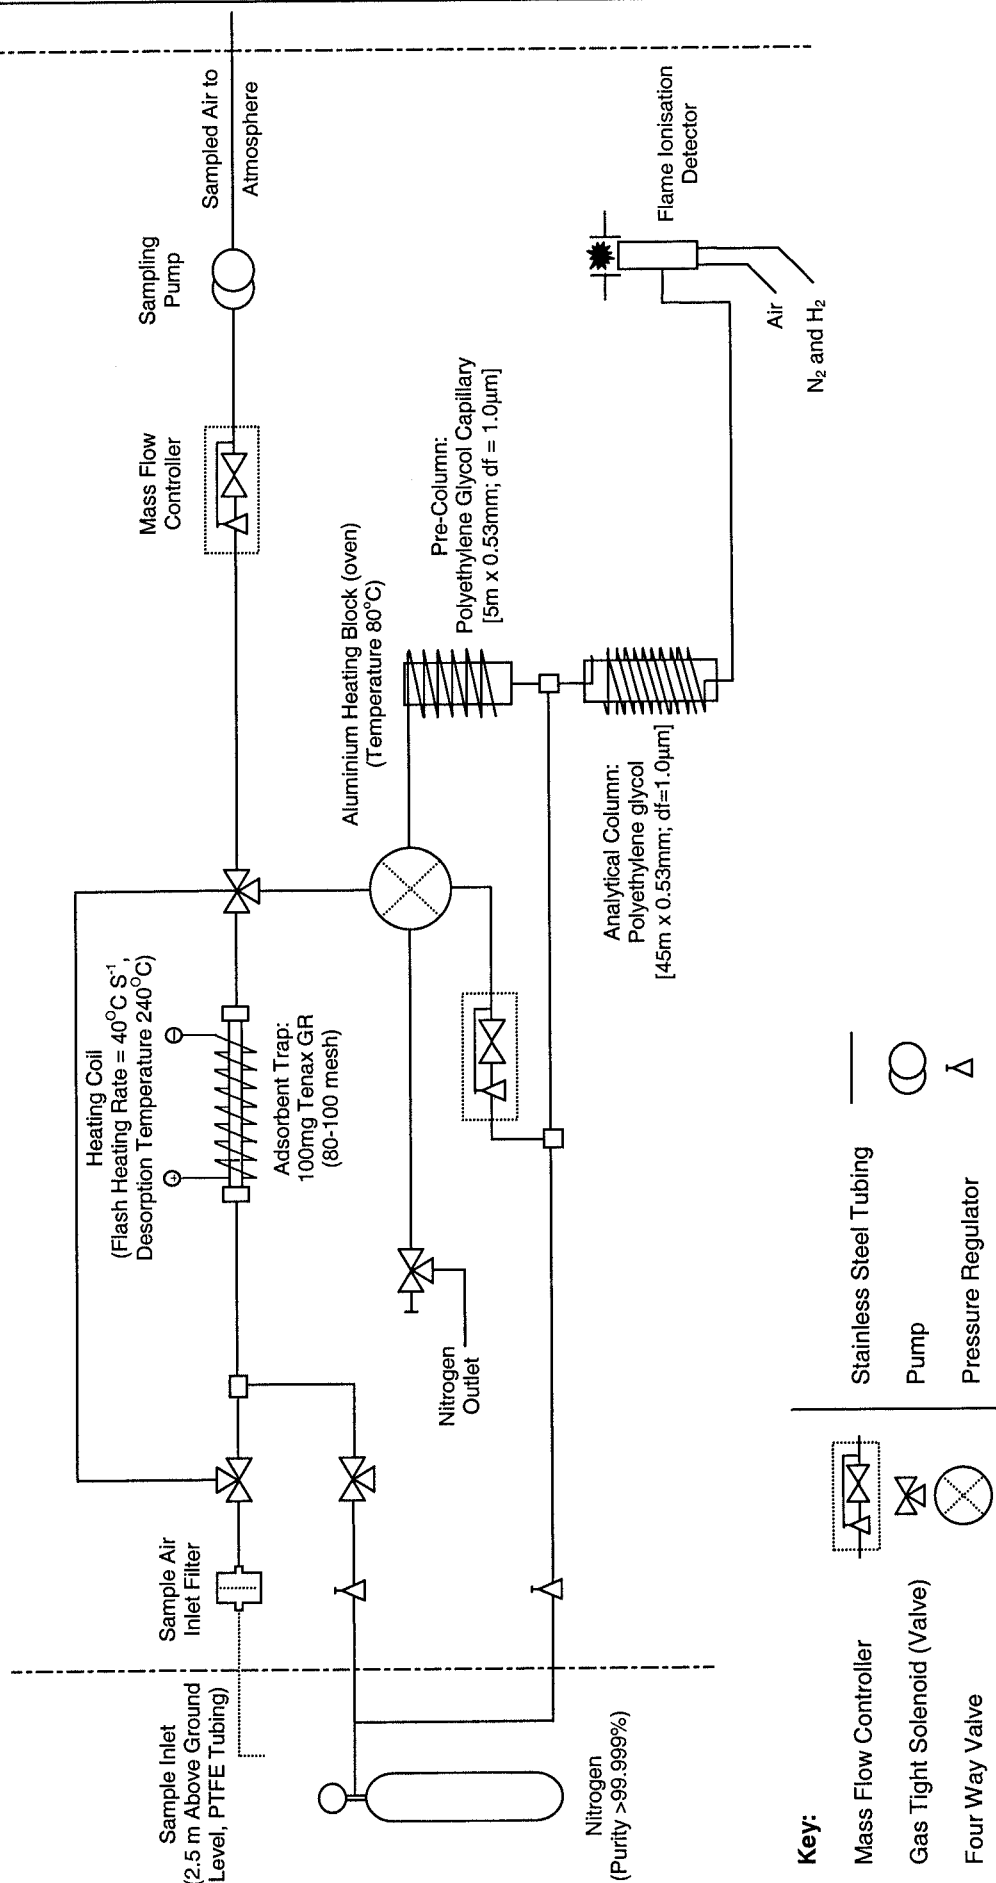 Sample Inlet
(2.5 m Above Ground
Level, PTFE Tubing)
Sample Air
Inlet Filter
Heating Coil
(Flash Heating Rate = 40°C S⁻¹,
Desorption Temperature 240°C)
+
−
Adsorbent Trap:
100mg Tenax GR
(80-100 mesh)
Mass Flow
Controller
Sampling
Pump
Sampled Air to
Atmosphere
Nitrogen
Outlet
Aluminium Heating Block (oven)
(Temperature 80°C)
Pre-Column:
Polyethylene Glycol Capillary
[5m x 0.53mm; df = 1.0µm]
Analytical Column:
Polyethylene glycol
[45m x 0.53mm; df=1.0µm]
Flame Ionisation
Detector
Air
N₂ and H₂
Nitrogen
(Purity >99.999%)
Key:
Mass Flow Controller
Gas Tight Solenoid (Valve)
Four Way Valve
Stainless Steel Tubing
Pump
Pressure Regulator